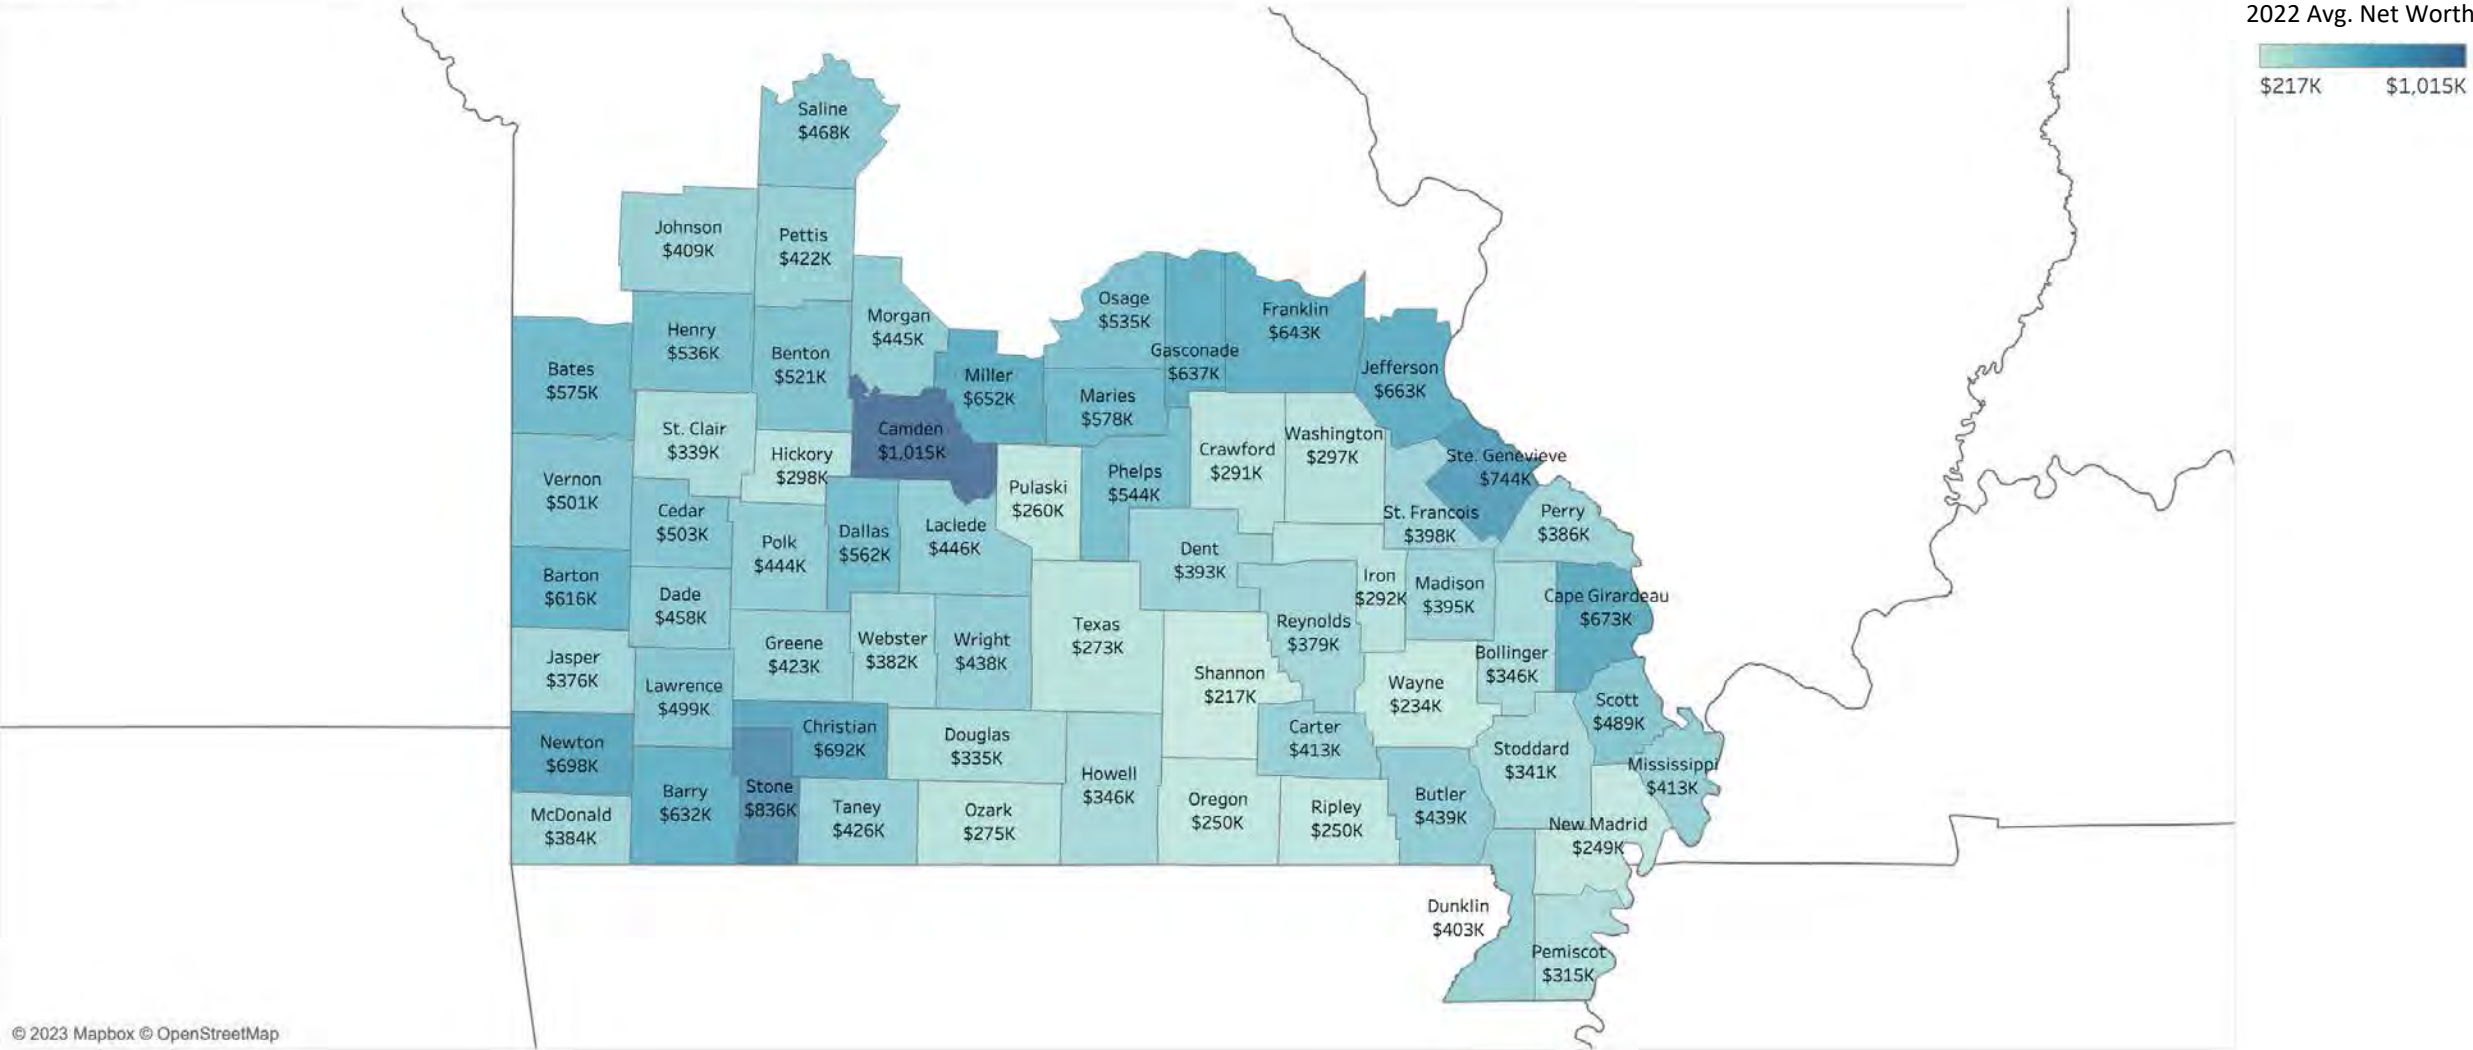 2022 Avg. Net Worth
$217K $1,015K
Saline
$468K
Johnson
$409K
Pettis
$422K
Morgan
$445K
Osage
$535K
Gasconade
$637K
Franklin
$643K
Henry
$536K
Benton
$521K
Bates
$575K
Miller
$652K
Maries
$578K
Jefferson
$663K
St. Clair
$339K
Hickory
$298K
Camden
$1,015K
Crawford
$291K
Washington
$297K
Ste. Genevieve
$744K
Vernon
$501K
Cedar
$503K
Polk
$444K
Dallas
$562K
Laclede
$446K
Pulaski
$260K
Phelps
$544K
St. Francois
$398K
Perry
$386K
Dent
$393K
Barton
$616K
Dade
$458K
Iron
$292K
Madison
$395K
Cape Girardeau
$673K
Greene
$423K
Webster
$382K
Wright
$438K
Texas
$273K
Reynolds
$379K
Jasper
$376K
Lawrence
$499K
Shannon
$217K
Wayne
$234K
Bollinger
$346K
Scott
$489K
Newton
$698K
Christian
$692K
Douglas
$335K
Carter
$413K
Stoddard
$341K
Mississippi
$413K
McDonald
$384K
Barry
$632K
Stone
$836K
Taney
$426K
Ozark
$275K
Howell
$346K
Oregon
$250K
Ripley
$250K
Butler
$439K
New Madrid
$249K
Dunklin
$403K
Pemiscot
$315K
© 2023 Mapbox © OpenStreetMap